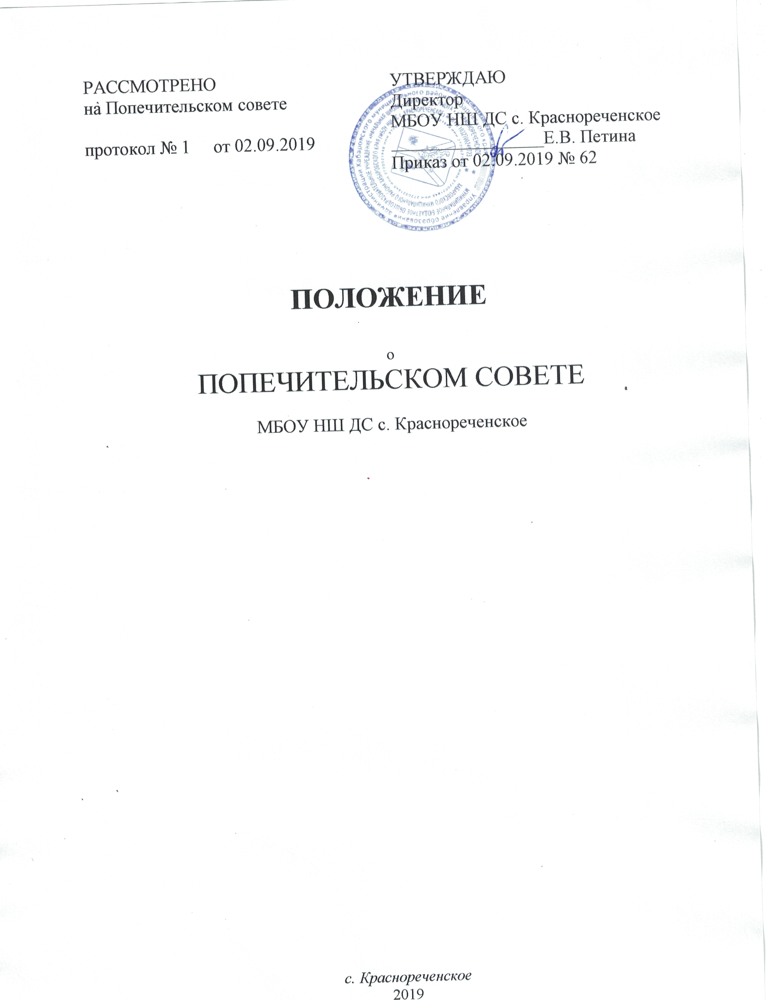 РАССМОТРЕНО
на Попечительском совете
протокол № 1 от 02.09.2019
УТВЕРЖДАЮ
Директор
МБОУ НШ ДС с. Краснореченское
Е.В. Петина
Приказ от 02.09.2019 № 62
ПОЛОЖЕНИЕ
о
ПОПЕЧИТЕЛЬСКОМ СОВЕТЕ
МБОУ НШ ДС с. Краснореченское
с. Краснореченское
2019